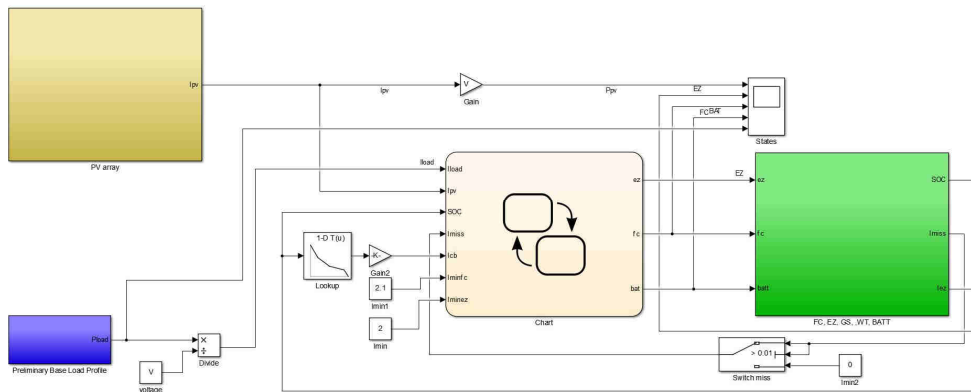 Ipv
PV array
Ipv
V
Gain
Ppv
EZ
FC
BAT
States
Iload
Iload
Ipv
SOC
Imiss
Icb
Iminfc
Iminez
ez
fc
bat
Chart
EZ
ez
fc
batt
SOC
Imiss
Iez
FC, EZ, GS, ,WT, BATT
1-D T(u)
Lookup
-K-
Gain2
2.1
Imin1
2
Imin
Pload
Preliminary Base Load Profile
×
÷
Divide
V
voltage
> 0.01
Switch miss
0
Imin2